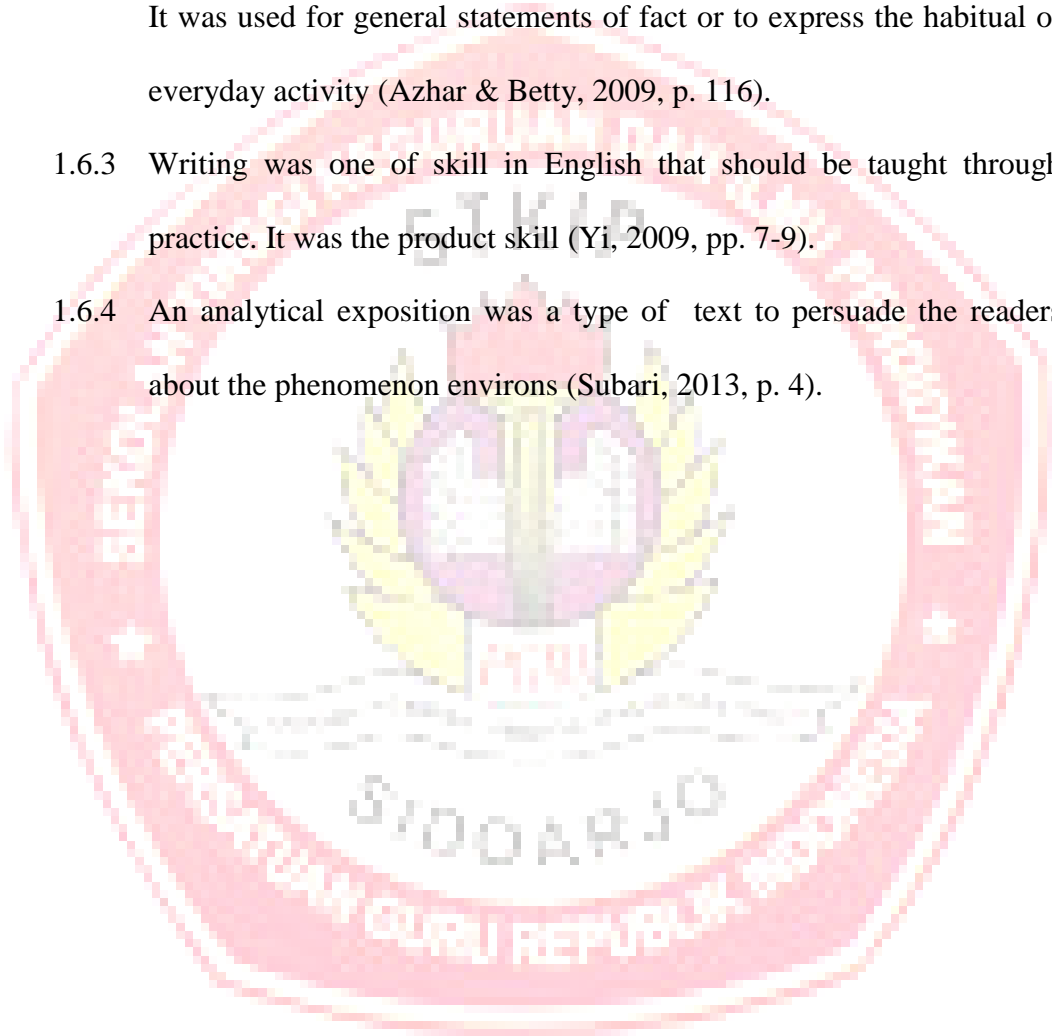 It was used for general statements of fact or to express the habitual o
everyday activity (Azhar & Betty, 2009, p. 116).
1.6.3 Writing was one of skill in English that should be taught through
practice. It was the product skill (Yi, 2009, pp. 7-9).
1.6.4 An analytical exposition was a type of text to persuade the readers
about the phenomenon environs (Subari, 2013, p. 4).
STKIP
PGRI
SIDOARJO
GURU REPUBLIK